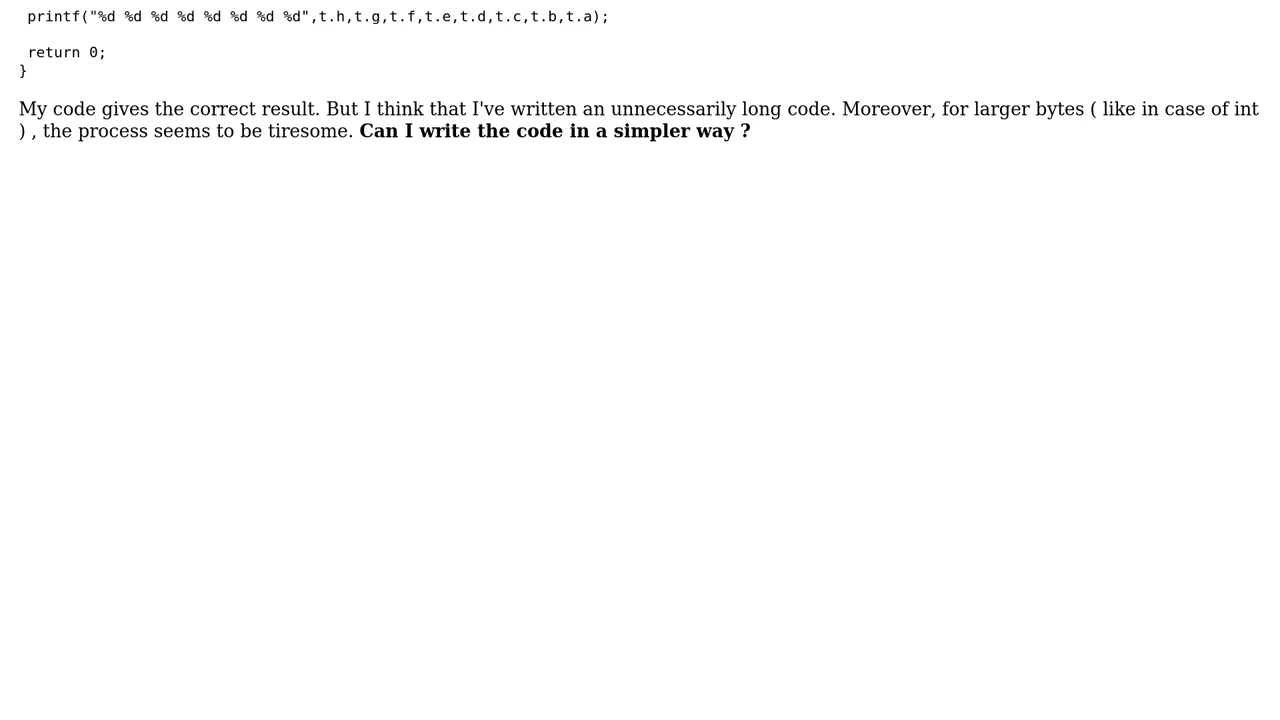 printf("%d %d %d %d %d %d %d %d",t.h,t.g,t.f,t.e,t.d,t.c,t.b,t.a);
return 0;
}
My code gives the correct result. But I think that I've written an unnecessarily long code. Moreover, for larger bytes ( like in case of int
) , the process seems to be tiresome. Can I write the code in a simpler way ?